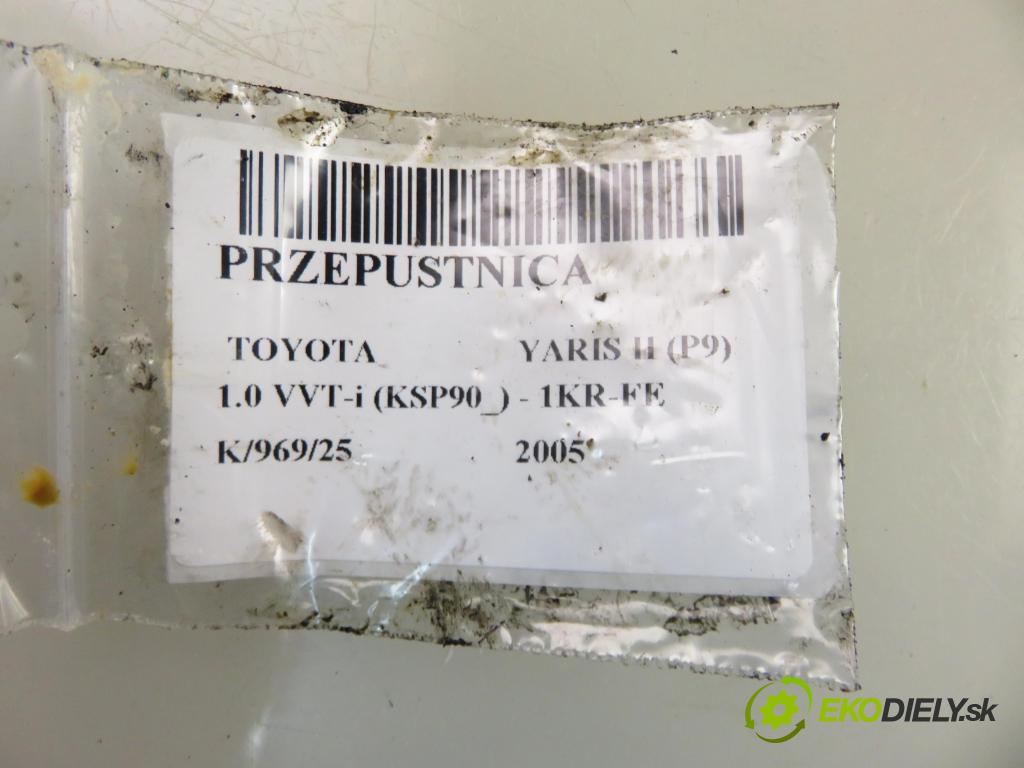 PRZEPUSTNICA
TOYOTA YARIS II (P9)
1.0 VVT-i (KSP90_) - 1KR-FE
K/969/25 2005
EKODIELY.sk